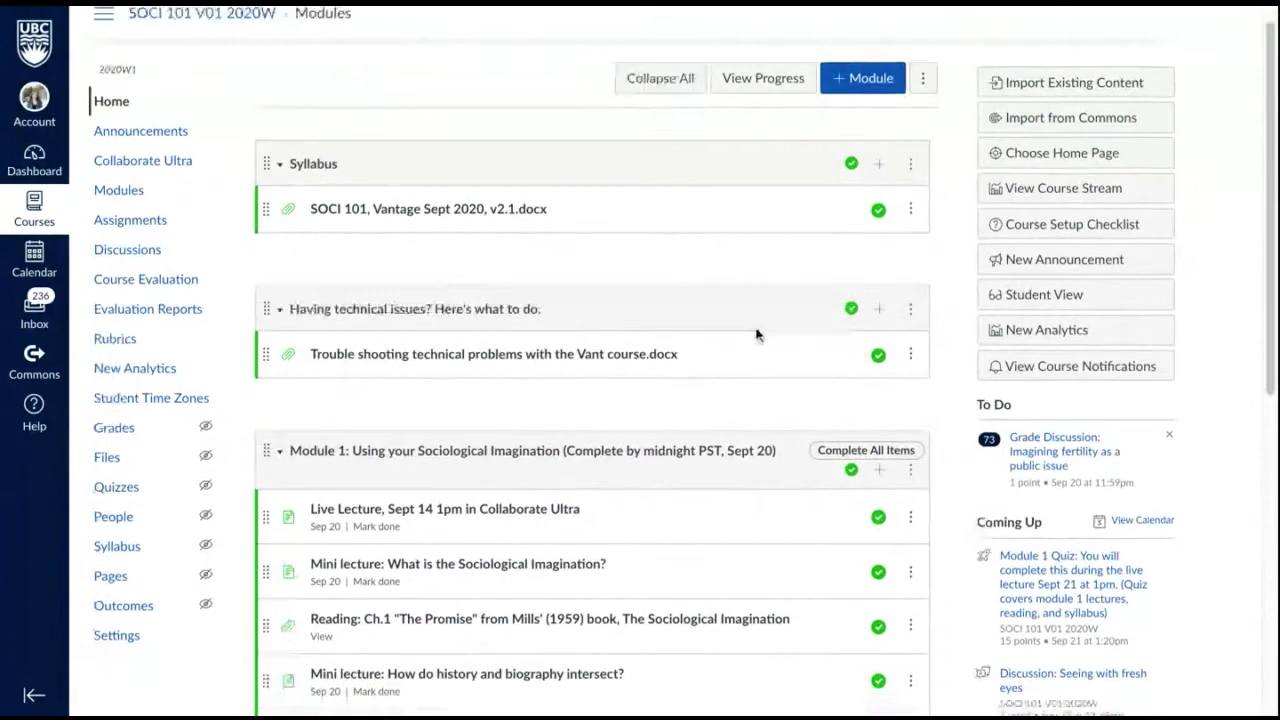 SOCI 101 V01 2020W Modules
UBC
Account
Dashboard
Courses
Calendar
236
Inbox
Commons
Help
2020W1
Home
Announcements
Collaborate Ultra
Modules
Assignments
Discussions
Course Evaluation
Evaluation Reports
Rubrics
New Analytics
Student Time Zones
Grades
Files
Quizzes
People
Syllabus
Pages
Outcomes
Settings
Collapse All View Progress + Module
Syllabus
SOCI 101, Vantage Sept 2020, v2.1.docx
Having technical issues? Here's what to do.
Trouble shooting technical problems with the Vant course.docx
Module 1: Using your Sociological Imagination (Complete by midnight PST, Sept 20) Complete All Items
Live Lecture, Sept 14 1pm in Collaborate Ultra
Sep 20 | Mark done
Mini lecture: What is the Sociological Imagination?
Sep 20 | Mark done
Reading: Ch.1 "The Promise" from Mills' (1959) book, The Sociological Imagination
View
Mini lecture: How do history and biography intersect?
Sep 20 | Mark done
Import Existing Content
Import from Commons
Choose Home Page
View Course Stream
Course Setup Checklist
New Announcement
Student View
New Analytics
View Course Notifications
To Do
73 Grade Discussion:
Imagining fertility as a
public issue
1 point • Sep 20 at 11:59pm
Coming Up View Calendar
Module 1 Quiz: You will
complete this during the live
lecture Sept 21 at 1pm. (Quiz
covers module 1 lectures,
reading, and syllabus)
SOCI 101 V01 2020W
15 points • Sep 21 at 1:20pm
Discussion: Seeing with fresh
eyes
SOCI 101 V01 2020W